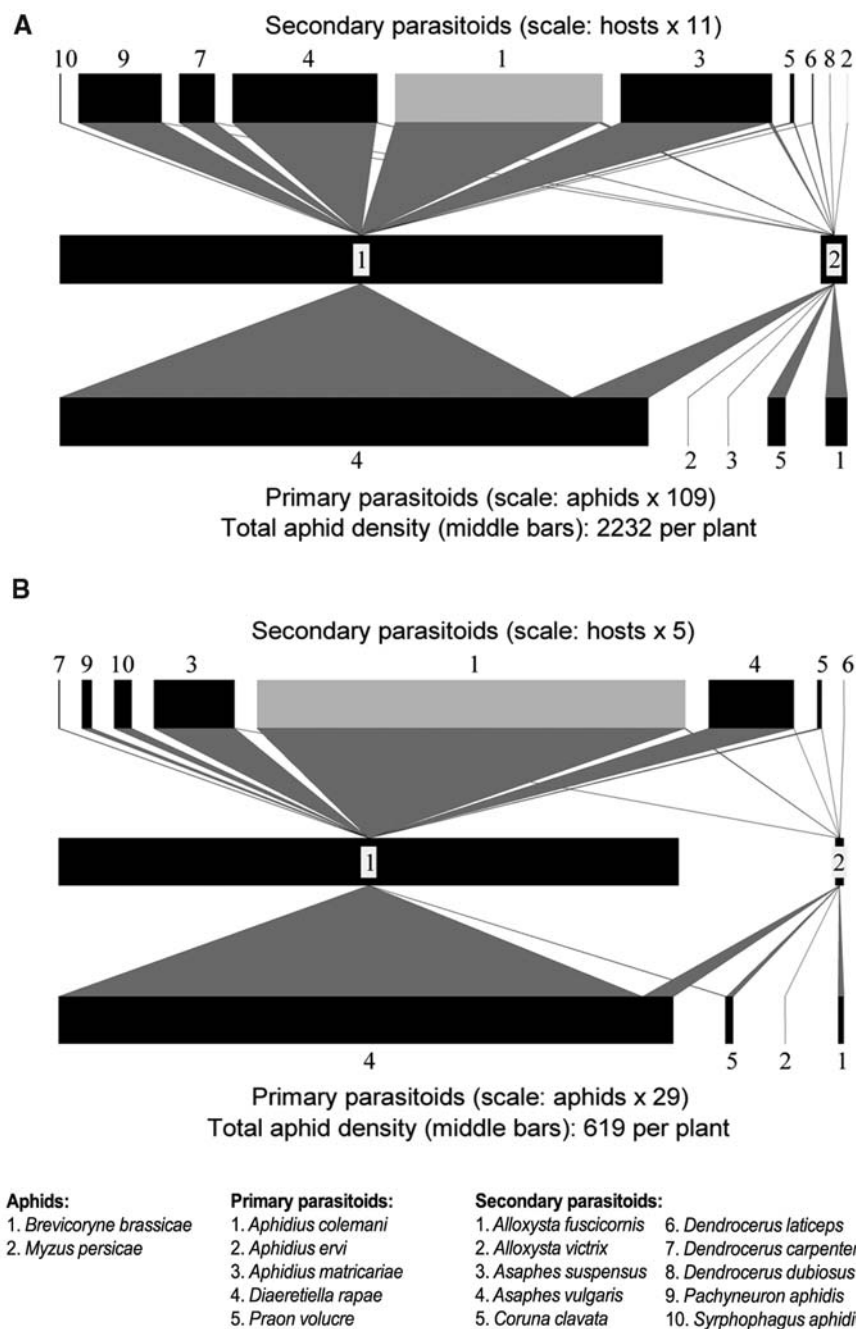 A
Secondary parasitoids (scale: hosts x 11)
10 9 7 4 1 3 5 6 8 2
1 2
4 2 3 5 1
Primary parasitoids (scale: aphids x 109)
Total aphid density (middle bars): 2232 per plant
B
Secondary parasitoids (scale: hosts x 5)
7 9 10 3 1 4 5 6
1 2
4 5 2 1
Primary parasitoids (scale: aphids x 29)
Total aphid density (middle bars): 619 per plant
Aphids:
1. Brevicoryne brassicae
2. Myzus persicae
Primary parasitoids:
1. Aphidius colemani
2. Aphidius ervi
3. Aphidius matricariae
4. Diaeretiella rapae
5. Praon volucre
Secondary parasitoids:
1. Alloxysta fuscicornis
2. Alloxysta victrix
3. Asaphes suspensus
4. Asaphes vulgaris
5. Coruna clavata
6. Dendrocerus laticeps
7. Dendrocerus carpenter
8. Dendrocerus dubiosus
9. Pachyneuron aphidis
10. Syrphophagus aphidi